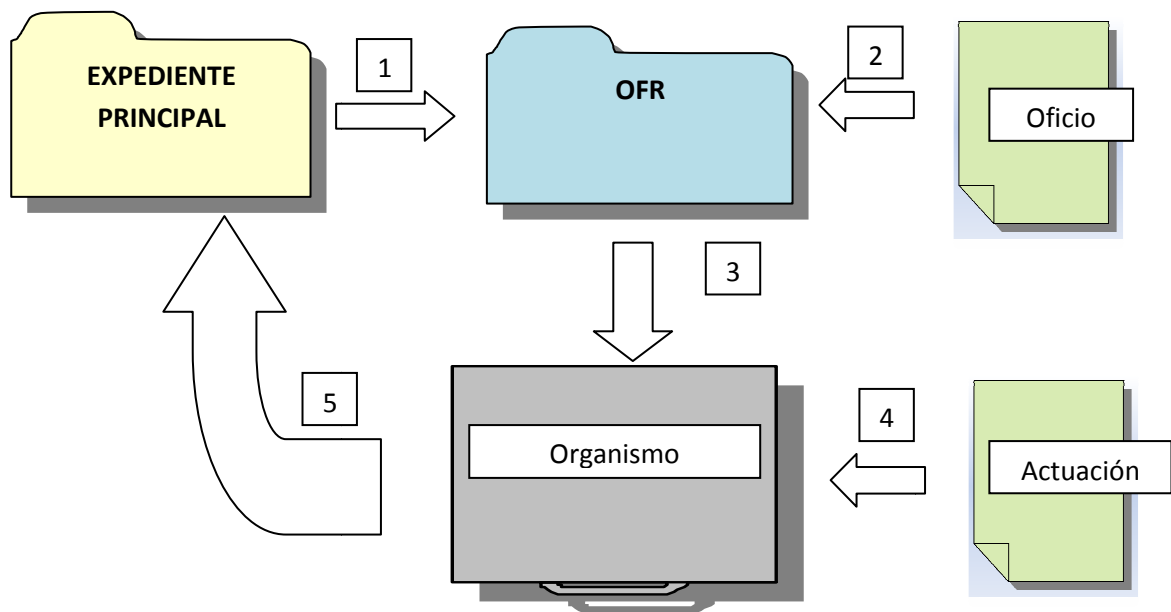 EXPEDIENTE
PRINCIPAL
1
OFR
2
Oficio
3
5
Organismo
4
Actuación